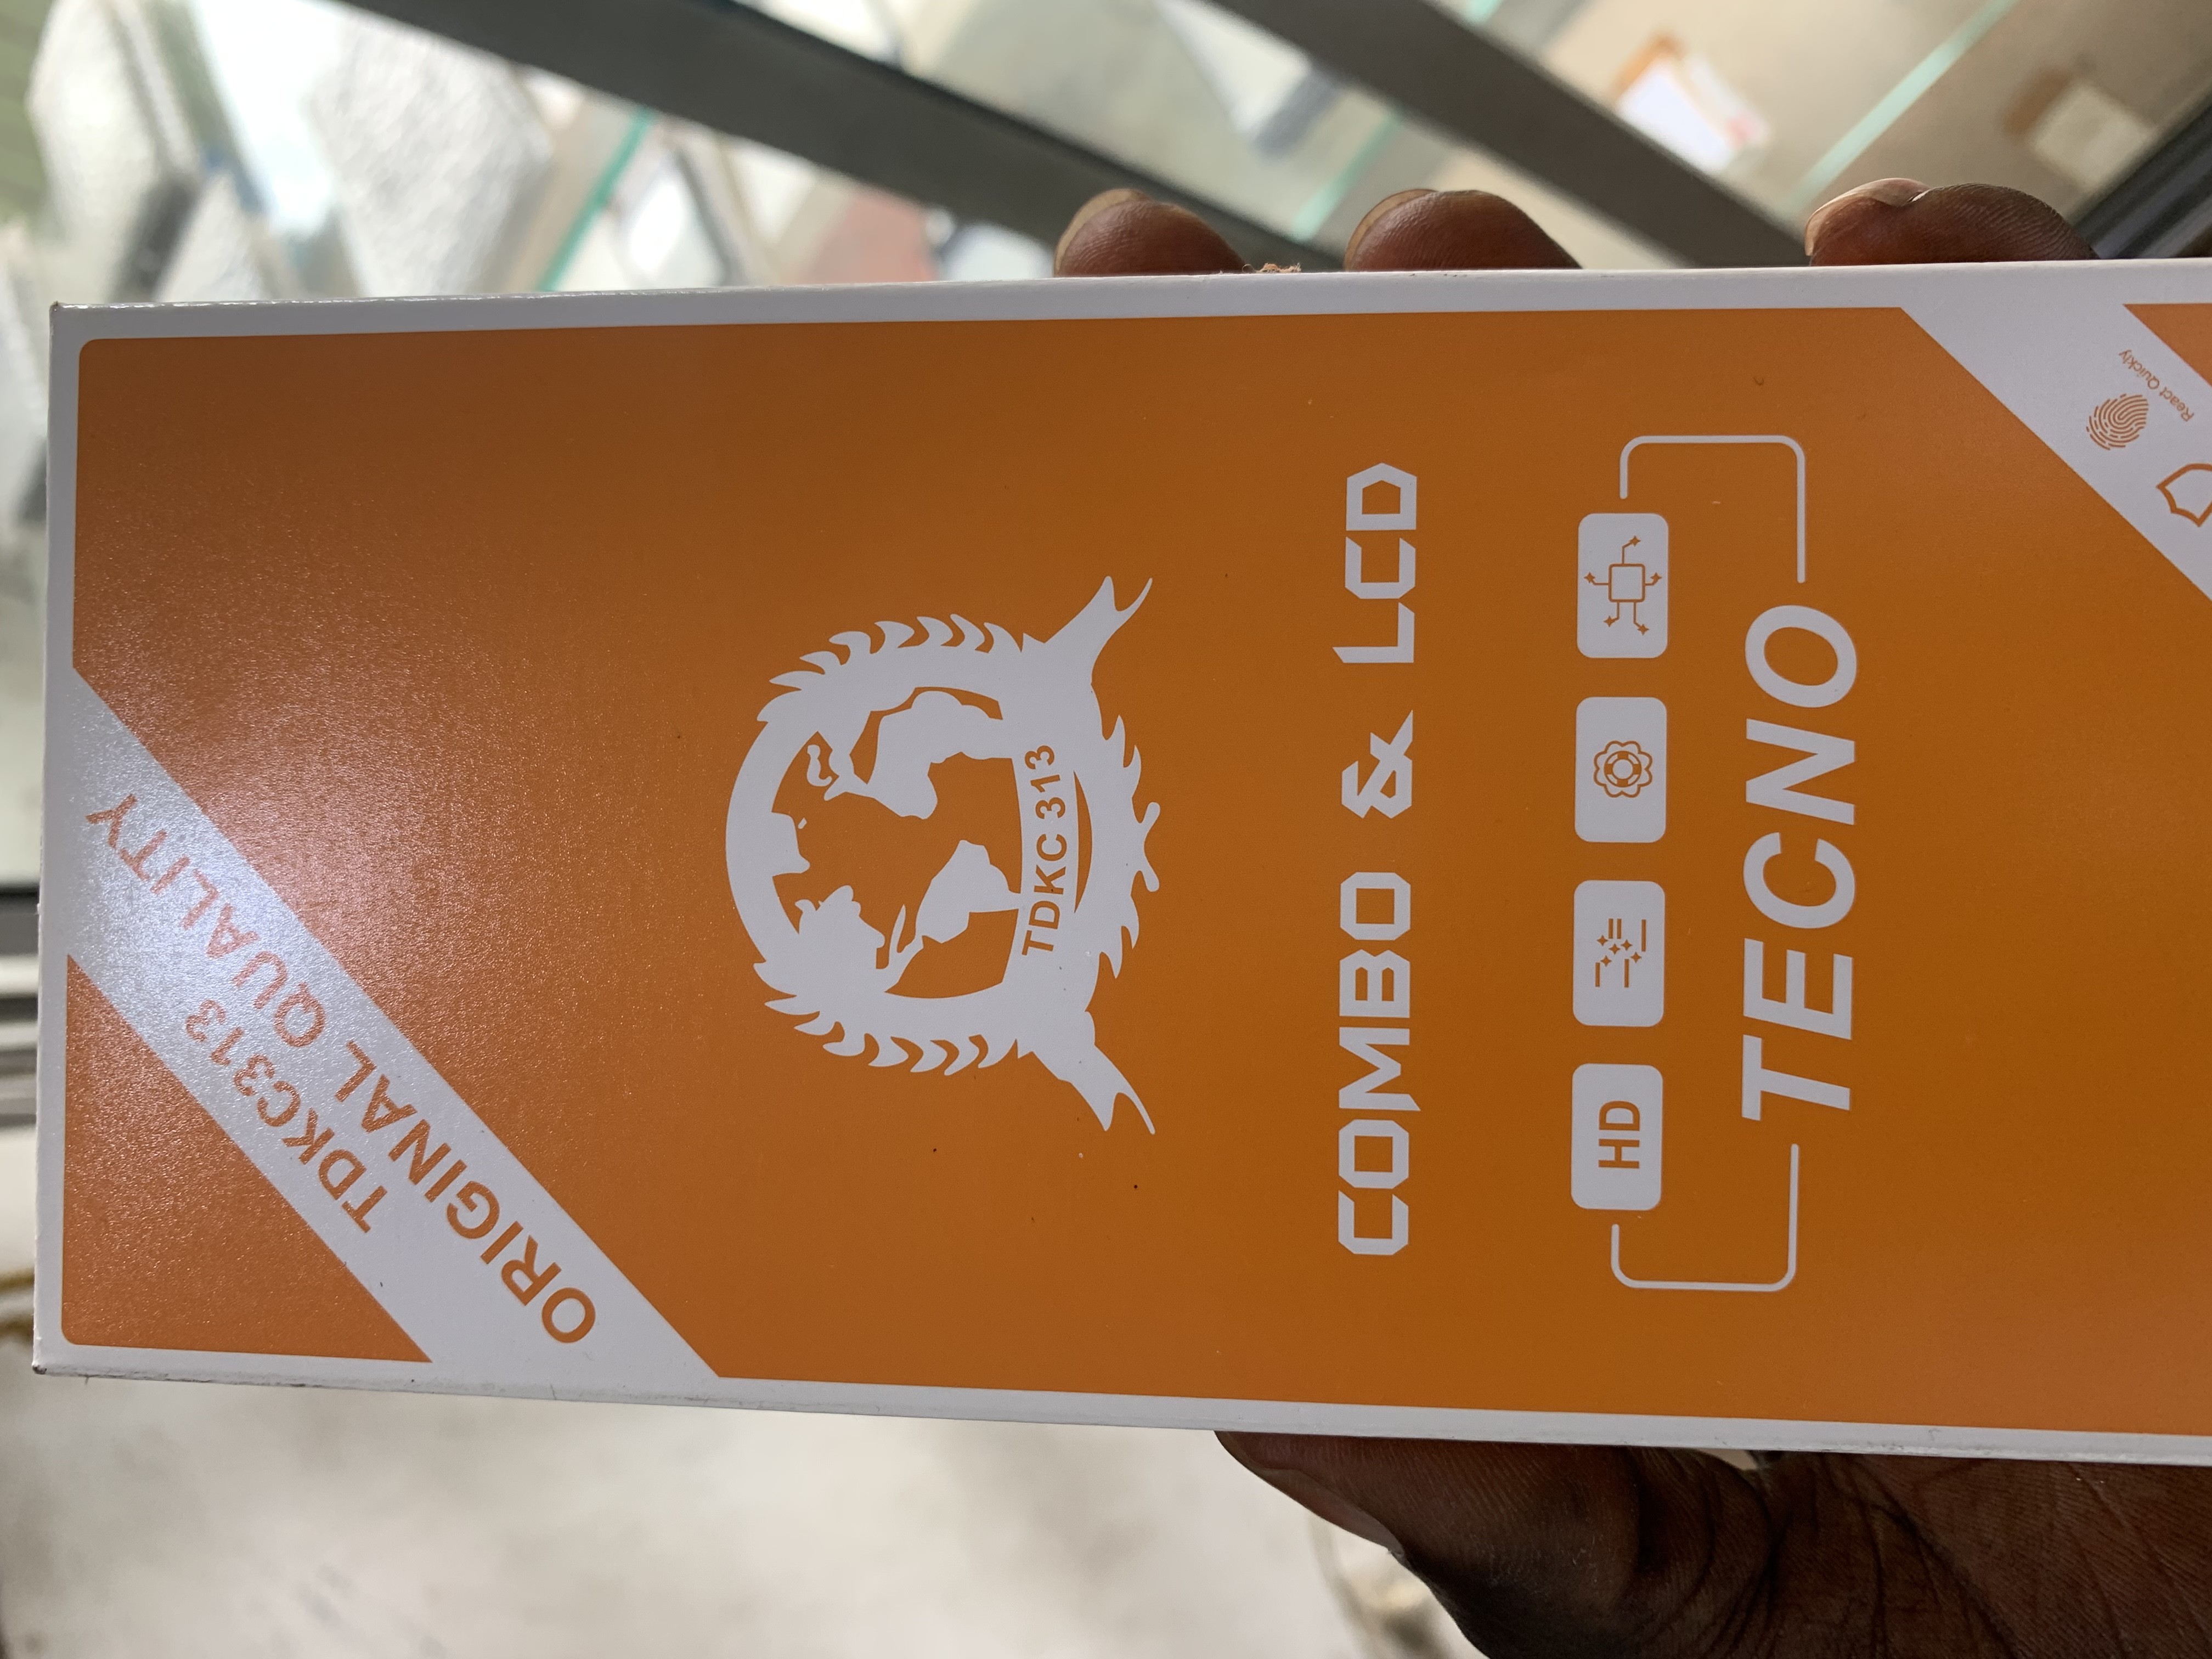 TDKC313
ORIGINAL QUALITY
TDKC 313
COMBO & LCD
HD
TECNO
React Quickly